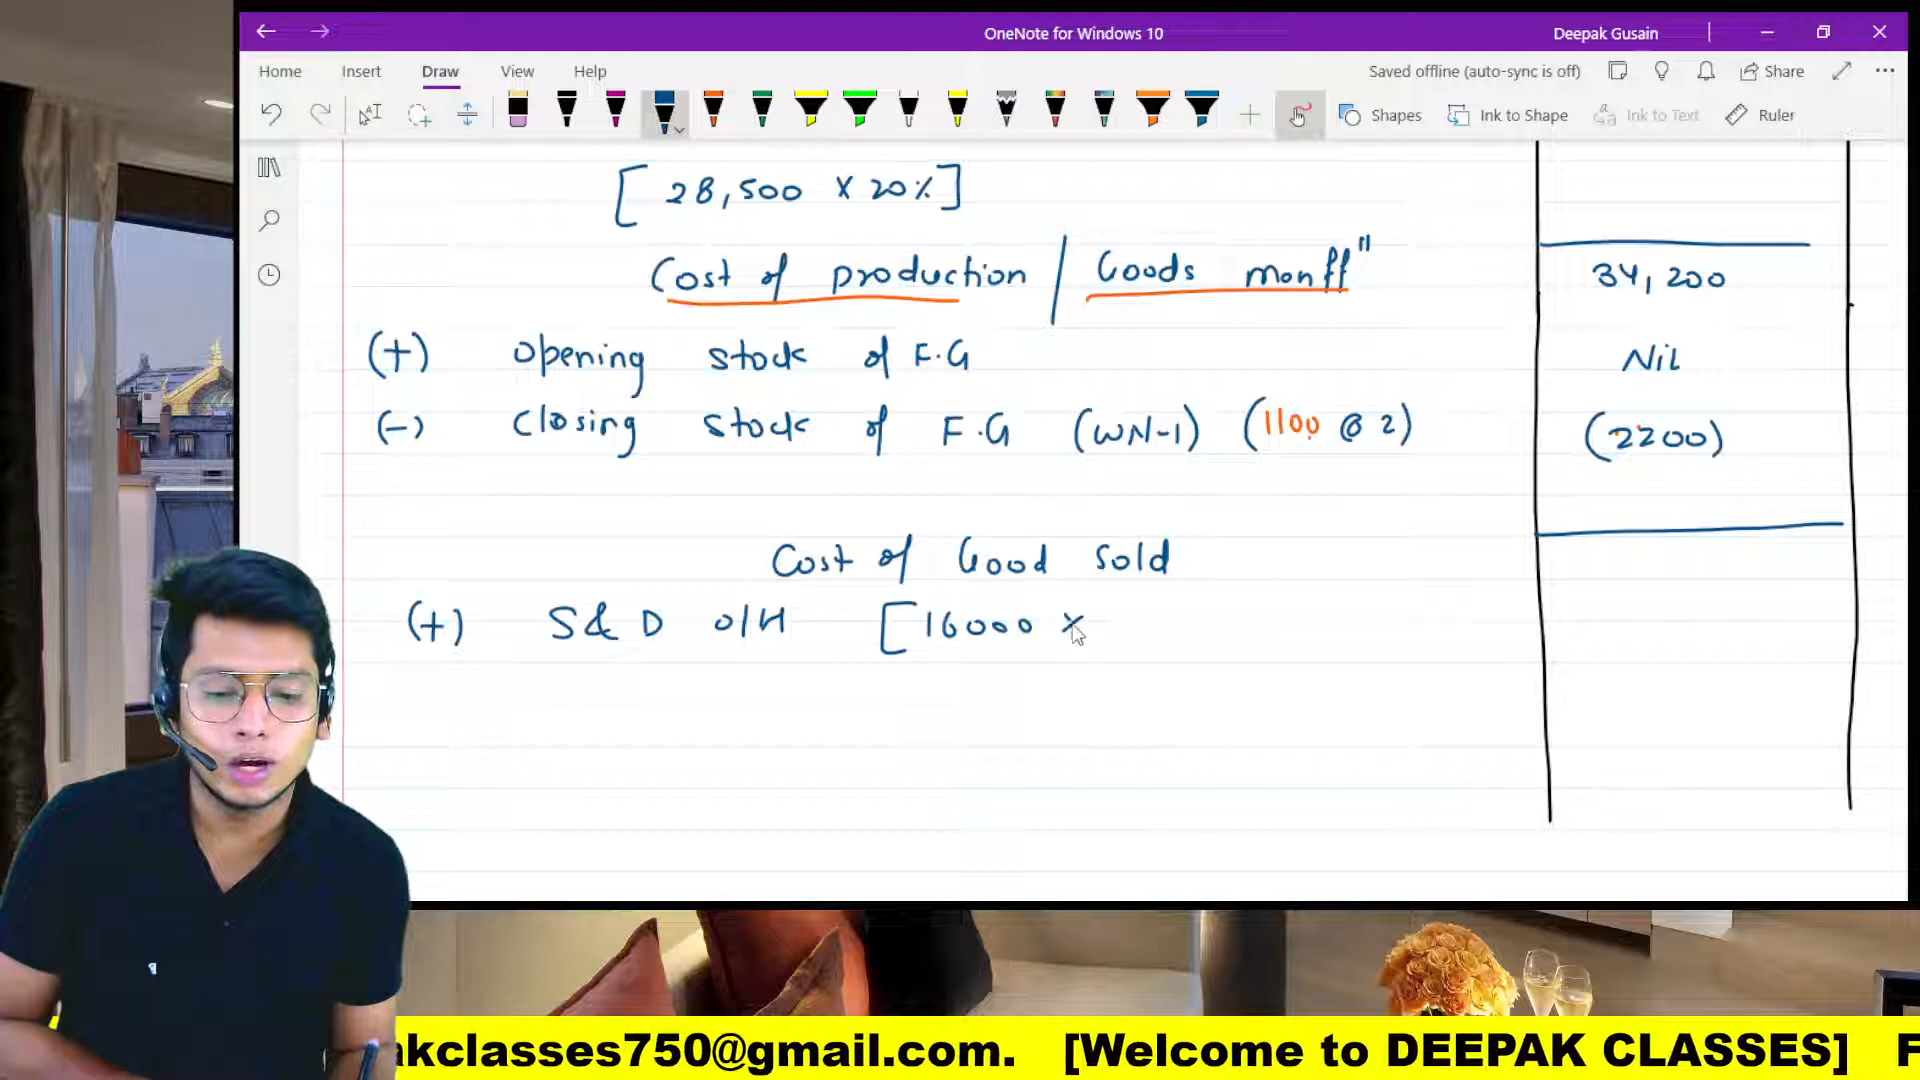 OneNote for Windows 10
Deepak Gusain
Home Insert Draw View Help
Saved offline (auto-sync is off) Share
Shapes Ink to Shape Ink to Text Ruler
[ 28,500 x 20% ]
Cost of production / Goods manff" 34,200
(+) opening stock of F.G Nil
(-) closing stock of F.G (WN-1) (1100 @ 2) (2200)
Cost of Good Sold
(+) S & D o/H [16000 x
akclasses750@gmail.com. [Welcome to DEEPAK CLASSES] F